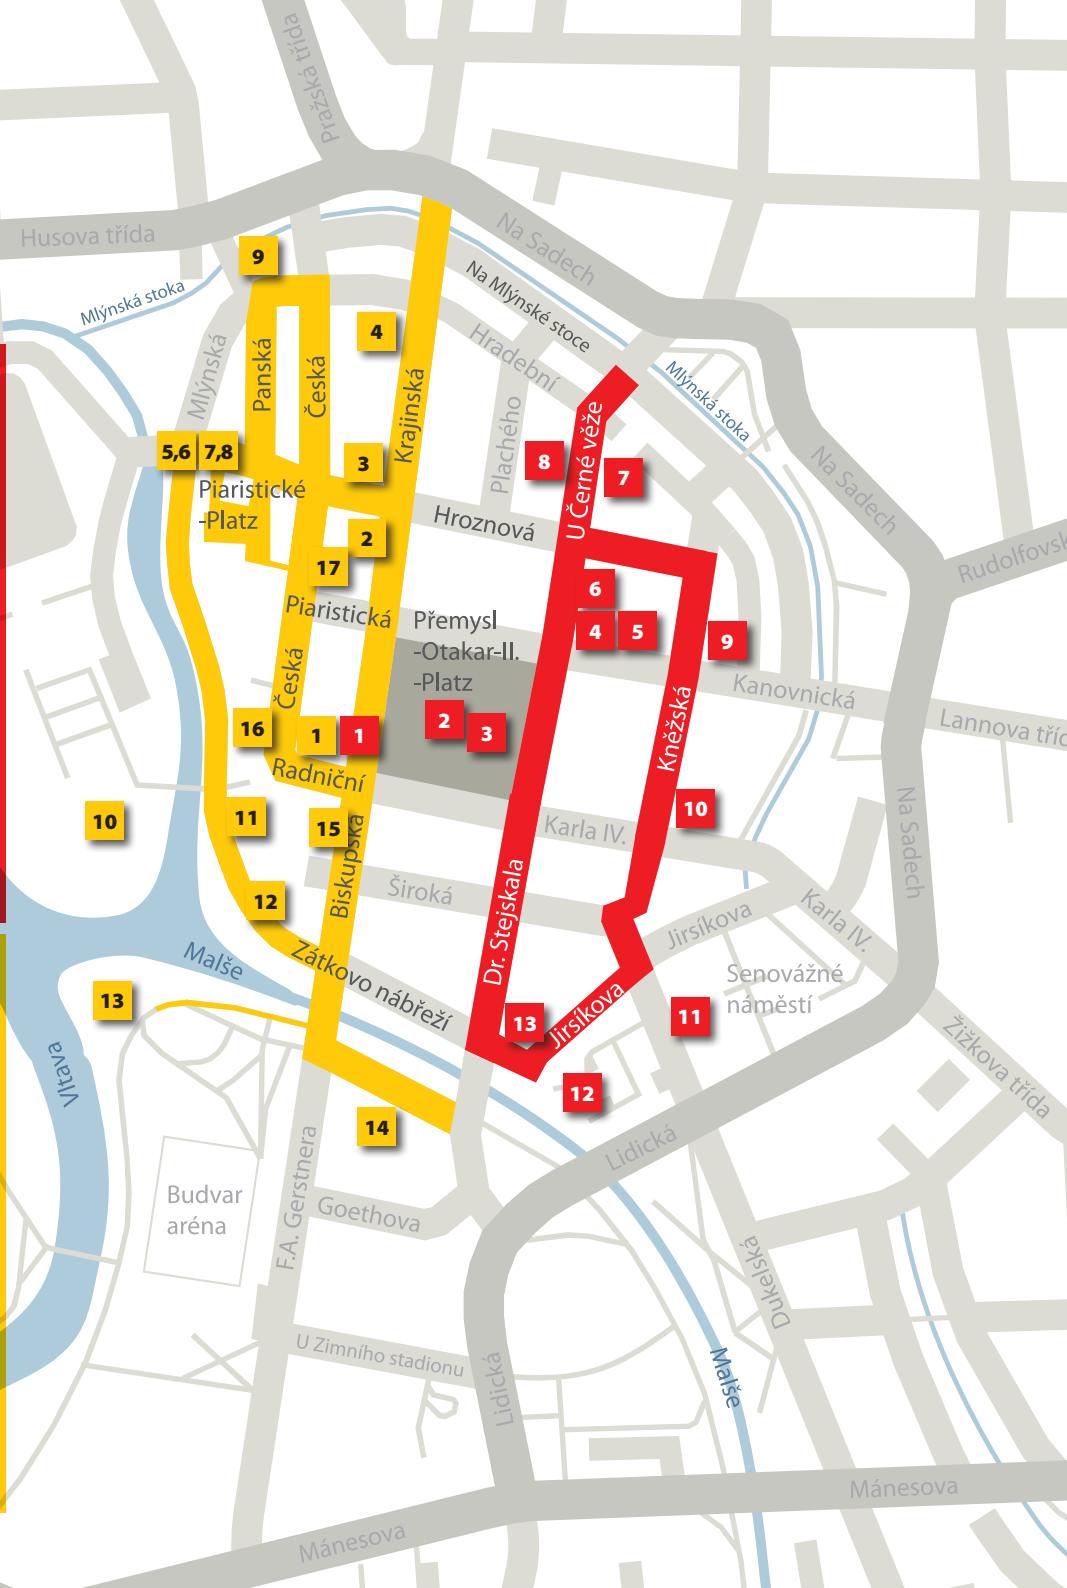 Pražská třída
Husova třída
Na Sadech
9
Mlýnská stoka
Na Mlýnské stoce
4
Hradební
Mlýnská
Panská
Česká
Krajinská
Mlýnská stoka
Plachého
U Černé věže
5,6
7,8
3
8
7
Na Sadech
Piaristické
-Platz
Hroznová
2
17
Rudolfovsk
6
Piaristická
Přemysl
-Otakar-II.
-Platz
4
5
9
Česká
Kanovnická
Lannova tříd
Kněžská
16
1
1
2
3
Radniční
10
11
15
Karla IV.
10
Na Sadech
Biskupská
Široká
12
Dr. Stejskala
Jirsíkova
Karla IV.
Malše
Zátkovo nábřeží
Senovážné
náměstí
13
13
Jirsíkova
11
Žižkova třída
Vltava
12
14
Lidická
F.A. Gerstnera
Budvar
aréna
Goethova
Dukelská
U Zimního stadionu
Lidická
Malše
Mánesova
Mánesova